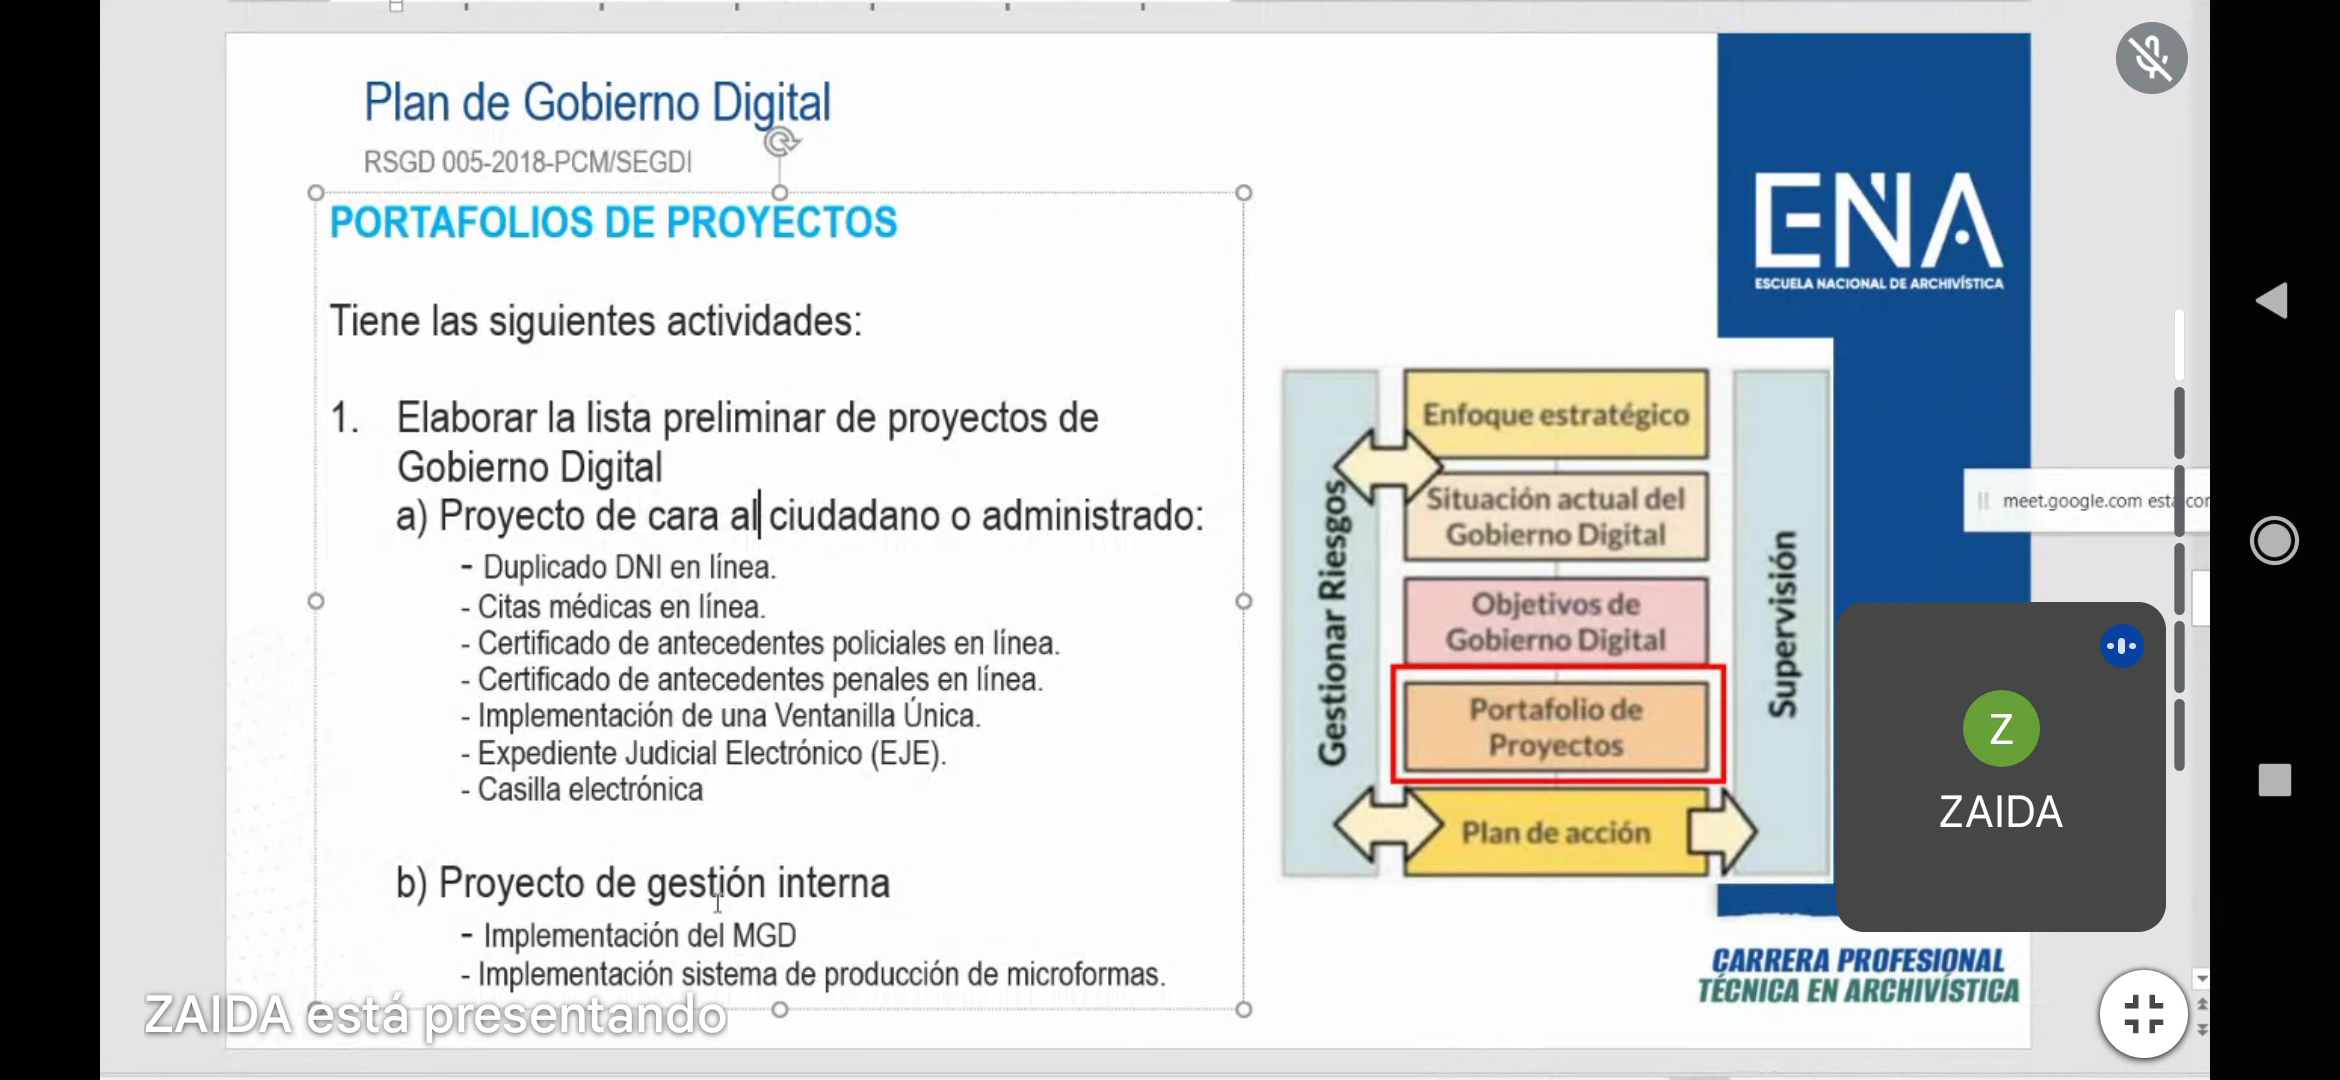 Plan de Gobierno Digital
RSGD 005-2018-PCM/SEGDI
PORTAFOLIOS DE PROYECTOS
Tiene las siguientes actividades:
1. Elaborar la lista preliminar de proyectos de
Gobierno Digital
a) Proyecto de cara al ciudadano o administrado:
- Duplicado DNI en línea.
- Citas médicas en línea.
- Certificado de antecedentes policiales en línea.
- Certificado de antecedentes penales en línea.
- Implementación de una Ventanilla Única.
- Expediente Judicial Electrónico (EJE).
- Casilla electrónica
b) Proyecto de gestión interna
- Implementación del MGD
- Implementación sistema de producción de microformas.
ZAIDA está presentando
Gestionar Riesgos
Enfoque estratégico
Situación actual del
Gobierno Digital
Objetivos de
Gobierno Digital
Portafolio de
Proyectos
Plan de acción
Supervisión
ENA
ESCUELA NACIONAL DE ARCHIVÍSTICA
meet.google.com está cor
Z
ZAIDA
CARRERA PROFESIONAL
TÉCNICA EN ARCHIVÍSTICA